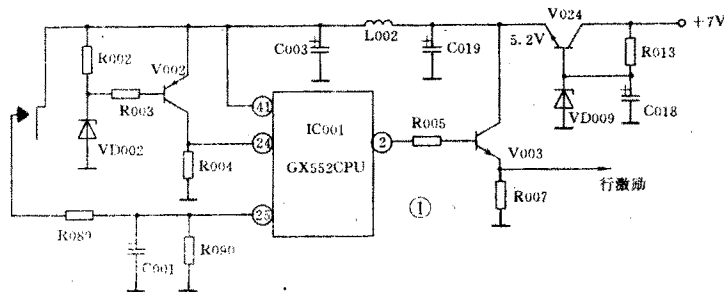 V024
+7V
R002
V002
C003
L002
C019
5.2V
R013
R003
41
IC001
GX552CPU
2
R005
C018
VD009
VD002
24
R004
V003
行激励
R007
①
25
R089
C001
R090